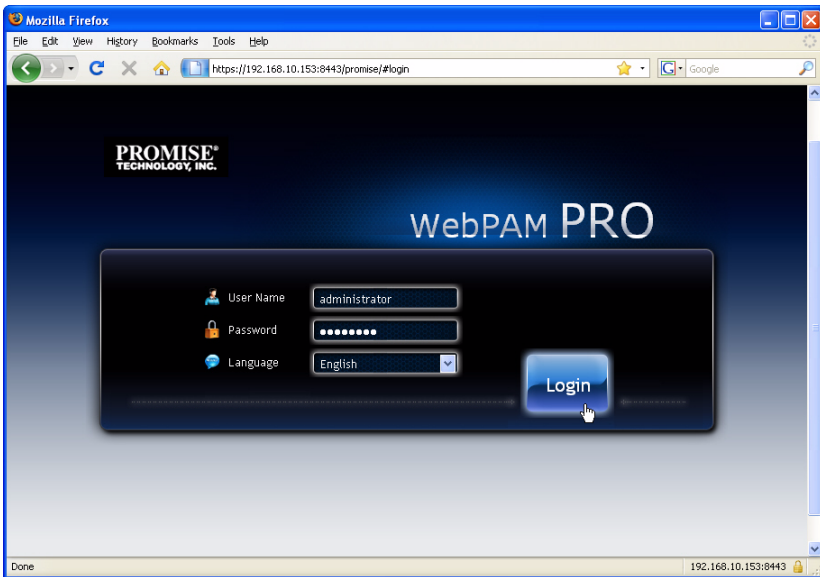 Mozilla Firefox
File Edit View History Bookmarks Tools Help
https://192.168.10.153:8443/promise/#login
G Google
PROMISE®
TECHNOLOGY, INC.
WebPAM PRO
User Name administrator
Password ●●●●●●●●
Language English
Login
Done 192.168.10.153:8443